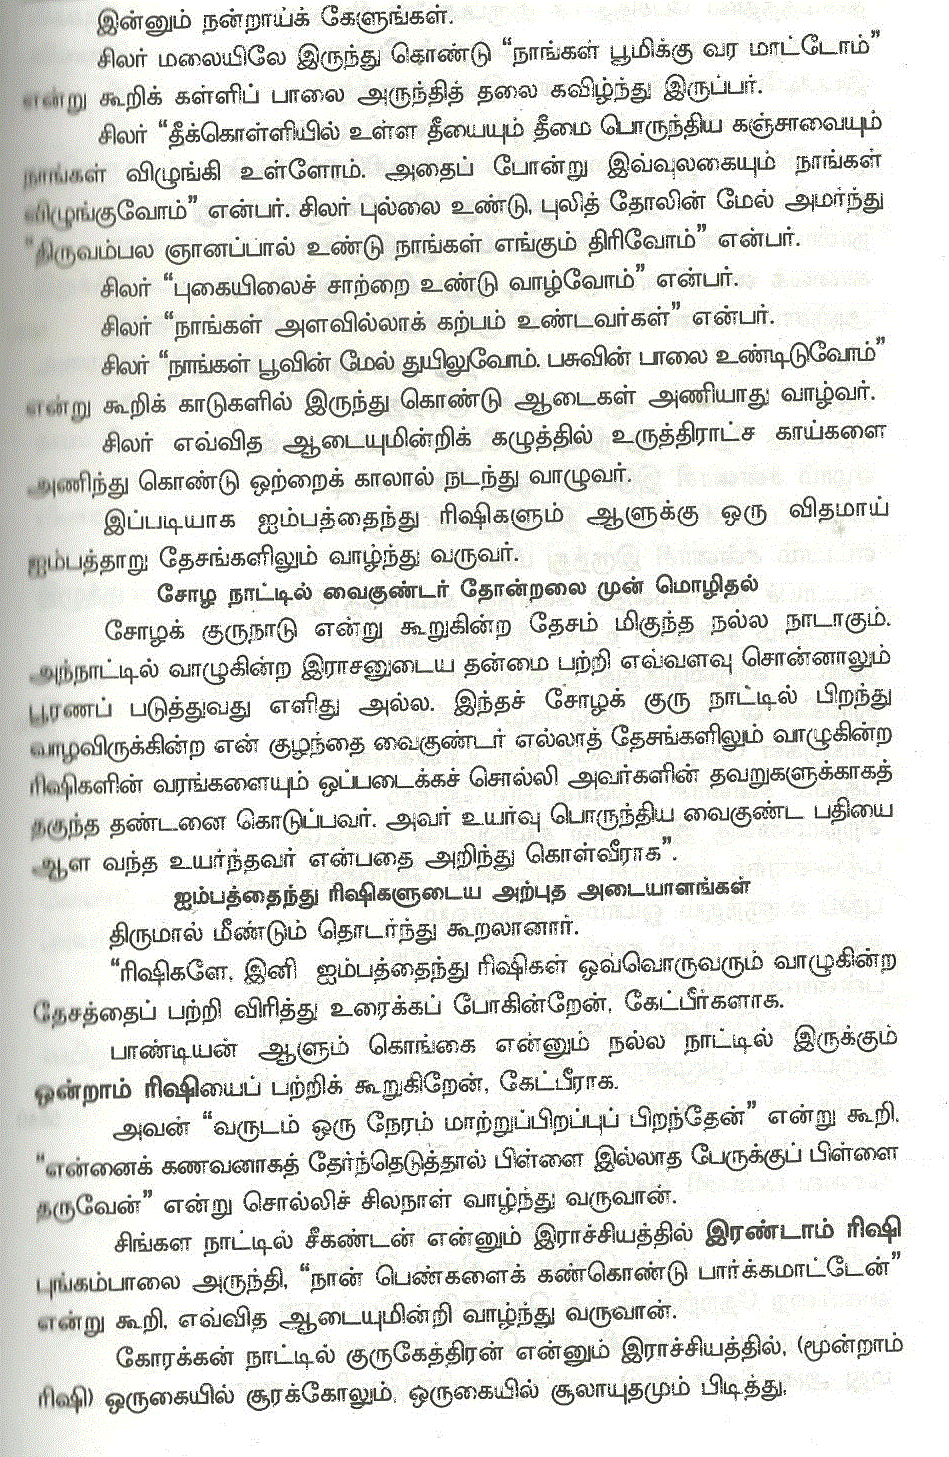 இன்னும் நன்றாய்க் கேளுங்கள்.
சிலர் மலையிலே இருந்து கொண்டு “நாங்கள் பூமிக்கு வர மாட்டோம்”
என்று கூறிக் கள்ளிப் பாலை அருந்தித் தலை கவிழ்ந்து இருப்பர்.
சிலர் “தீக்கொள்ளியில் உள்ள தீயையும் தீமை பொருந்திய கஞ்சாவையும்
நாங்கள் விழுங்கி உள்ளோம். அதைப் போன்று இவ்வுலகையும் நாங்கள்
விழுங்குவோம்” என்பர். சிலர் புல்லை உண்டு, புலித் தோலின் மேல் அமர்ந்து
“திருவம்பல ஞானப்பால் உண்டு நாங்கள் எங்கும் திரிவோம்” என்பர்.
சிலர் “புகையிலைச் சாற்றை உண்டு வாழ்வோம்” என்பர்.
சிலர் “நாங்கள் அளவில்லாக் கற்பம் உண்டவர்கள்” என்பர்.
சிலர் “நாங்கள் பூவின் மேல் துயிலுவோம். பசுவின் பாலை உண்டிடுவோம்”
என்று கூறிக் காடுகளில் இருந்து கொண்டு ஆடைகள் அணியாது வாழ்வர்.
சிலர் எவ்வித ஆடையுமின்றிக் கழுத்தில் உருத்திராட்ச காய்களை
அணிந்து கொண்டு ஒற்றைக் காலால் நடந்து வாழுவர்.
இப்படியாக ஐம்பத்தைந்து ரிஷிகளும் ஆளுக்கு ஒரு விதமாய்
ஐம்பத்தாறு தேசங்களிலும் வாழ்ந்து வருவர்.
சோழ நாட்டில் வைகுண்டர் தோன்றலை முன் மொழிதல்
சோழக் குருநாடு என்று கூறுகின்ற தேசம் மிகுந்த நல்ல நாடாகும்.
அந்நாட்டில் வாழுகின்ற இராசனுடைய தன்மை பற்றி எவ்வளவு சொன்னாலும்
பூரணப் படுத்துவது எளிது அல்ல. இந்தச் சோழக் குரு நாட்டில் பிறந்து
வாழவிருக்கின்ற என் குழந்தை வைகுண்டர் எல்லாத் தேசங்களிலும் வாழுகின்ற
ரிஷிகளின் வரங்களையும் ஒப்படைக்கச் சொல்லி அவர்களின் தவறுகளுக்காகத்
தகுந்த தண்டனை கொடுப்பவர். அவர் உயர்வு பொருந்திய வைகுண்ட பதியை
ஆள வந்த உயர்ந்தவர் என்பதை அறிந்து கொள்வீராக”.
ஐம்பத்தைந்து ரிஷிகளுடைய அற்புத அடையாளங்கள்
திருமால் மீண்டும் தொடர்ந்து கூறலானார்.
“ரிஷிகளே, இனி ஐம்பத்தைந்து ரிஷிகள் ஒவ்வொருவரும் வாழுகின்ற
தேசத்தைப் பற்றி விரித்து உரைக்கப் போகின்றேன், கேட்பீர்களாக.
பாண்டியன் ஆளும் கொங்கை என்னும் நல்ல நாட்டில் இருக்கும்
ஒன்றாம் ரிஷியைப் பற்றிக் கூறுகிறேன், கேட்பீராக.
அவன் “வருடம் ஒரு நேரம் மாற்றுப்பிறப்புப் பிறந்தேன்” என்று கூறி,
“என்னைக் கணவனாகத் தேர்ந்தெடுத்தால் பிள்ளை இல்லாத பேருக்குப் பிள்ளை
தருவேன்” என்று சொல்லிச் சிலநாள் வாழ்ந்து வருவான்.
சிங்கள நாட்டில் சீகண்டன் என்னும் இராச்சியத்தில் இரண்டாம் ரிஷி
புங்கம்பாலை அருந்தி, “நான் பெண்களைக் கண்கொண்டு பார்க்கமாட்டேன்”
என்று கூறி, எவ்வித ஆடையுமின்றி வாழ்ந்து வருவான்.
கோரக்கன் நாட்டில் குருகேத்திரன் என்னும் இராச்சியத்தில், (மூன்றாம்
ரிஷி) ஒருகையில் சூரக்கோலும், ஒருகையில் சூலாயுதமும் பிடித்து,